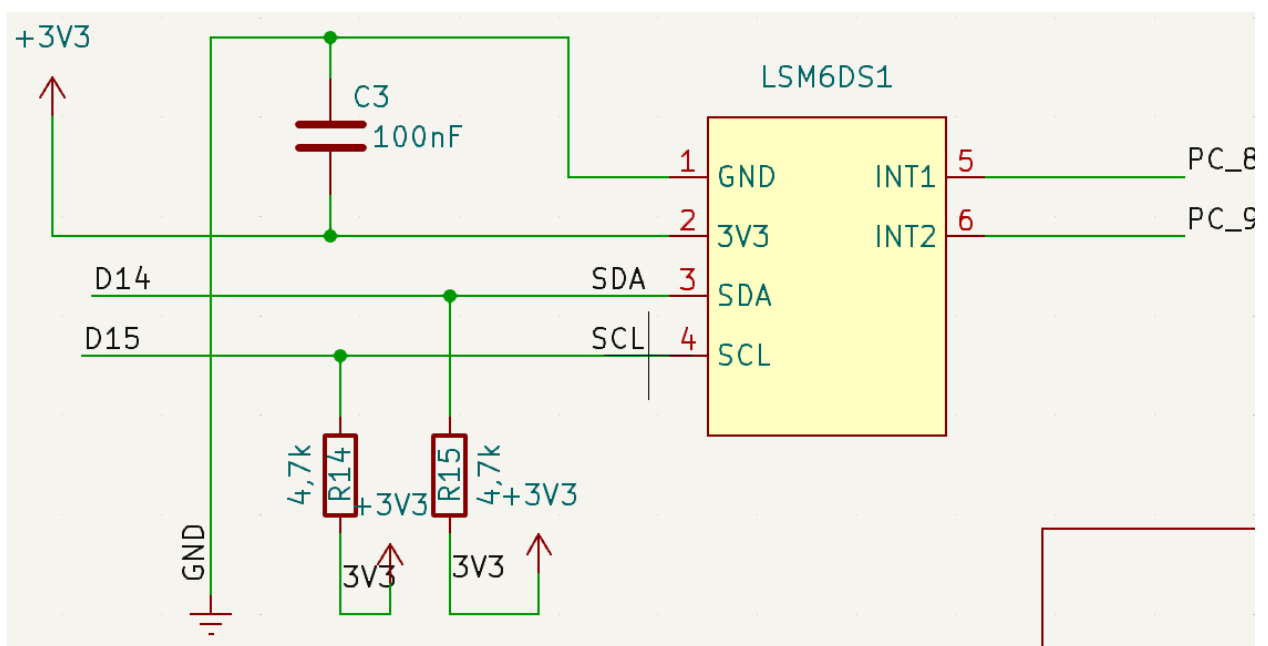 +3V3
C3
100nF
LSM6DS1
1
GND
INT1
5
PC_8
2
3V3
INT2
6
PC_9
D14
SDA
3
SDA
D15
SCL
4
SCL
4,7k
R14
+3V3
R15
4,7k
+3V3
GND
3V3
3V3